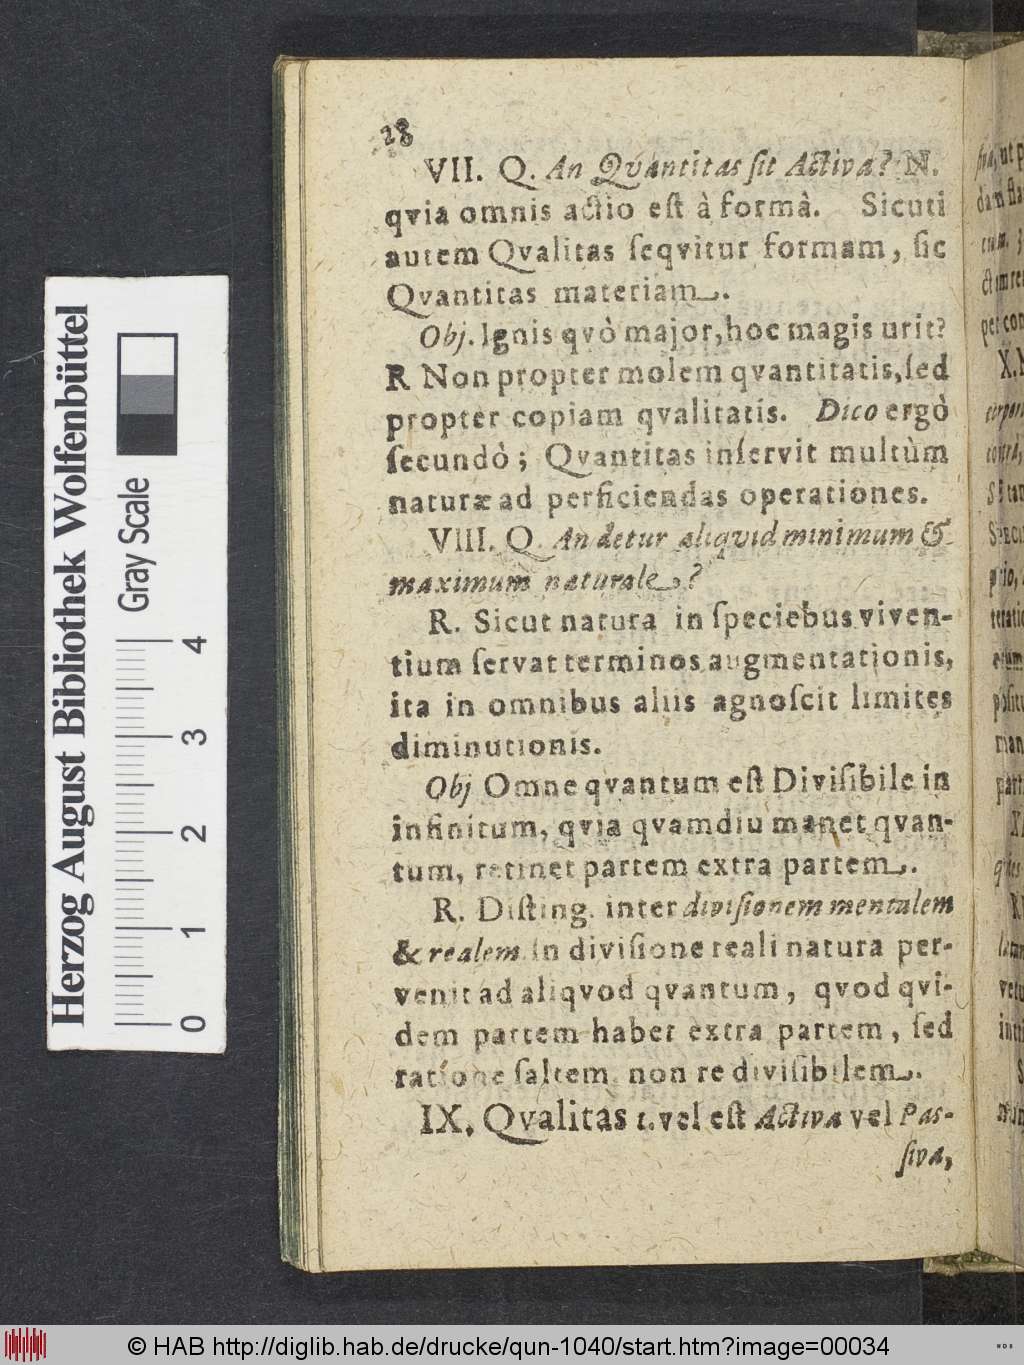 28
VII. Q. An Qvantitas ſit Activa? N.
qvia omnis actio eſt à formâ. Sicuti
autem Qvalitas ſeqvitur formam, ſic
Qvantitas materiam.
Obj. Ignis qvò major, hoc magis urit?
R Non propter molem qvantitatis, ſed
propter copiam qvalitatis. Dico ergò
ſecundò; Qvantitas inſervit multùm
naturæ ad perficiendas operationes.
VIII. Q. An detur aliqvid minimum &
maximum naturale?
R. Sicut natura in ſpeciebus viven-
tium ſervat terminos augmentationis,
ita in omnibus aliis agnoſcit limites
diminutionis.
Obj Omne qvantum eſt Diviſibile in
infinitum, qvia qvamdiu manet qvan-
tum, retinet partem extra partem.
R. Diſting. inter diviſionem mentalem
& realem. in diviſione reali natura per-
venit ad aliqvod qvantum, qvod qvi-
dem partem habet extra partem, ſed
ratione ſaltem, non re diviſibilem.
IX. Qvalitas 1. vel eſt Activa vel Pas-
ſiva,
Herzog August Bibliothek Wolfenbüttel
Gray Scale
0 1 2 3 4
© HAB http://diglib.hab.de/drucke/qun-1040/start.htm?image=00034